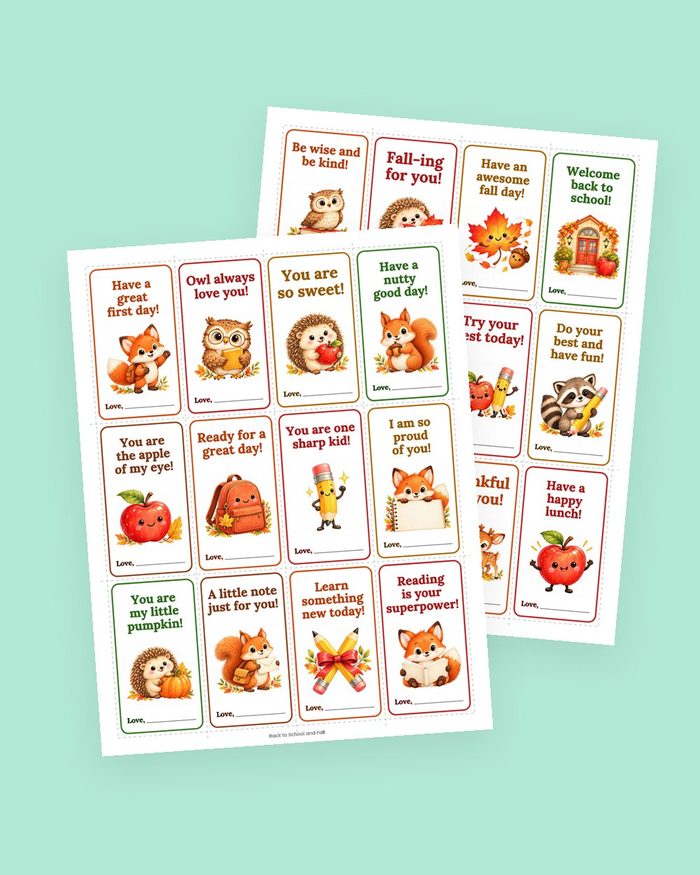 Be wise and
be kind!
Fall-ing
for you!
Have an
awesome
fall day!
Love,
Welcome
back to
school!
Love,
Try your
today!
Do your
best and
have fun!
Love,
you!
Have a
happy
lunch!
Love,
Have a
great
first day!
Love,
Owl always
love you!
Love,
You are
so sweet!
Love,
Have a
nutty
good day!
Love,
You are
the apple
of my eye!
Love,
Ready for a
great day!
Love,
You are one
sharp kid!
Love,
I am so
proud
of you!
Love,
You are
my little
pumpkin!
Love,
A little note
just for you!
Love,
Learn
something
new today!
Love,
Reading
is your
superpower!
Love,
Back to School and Fall